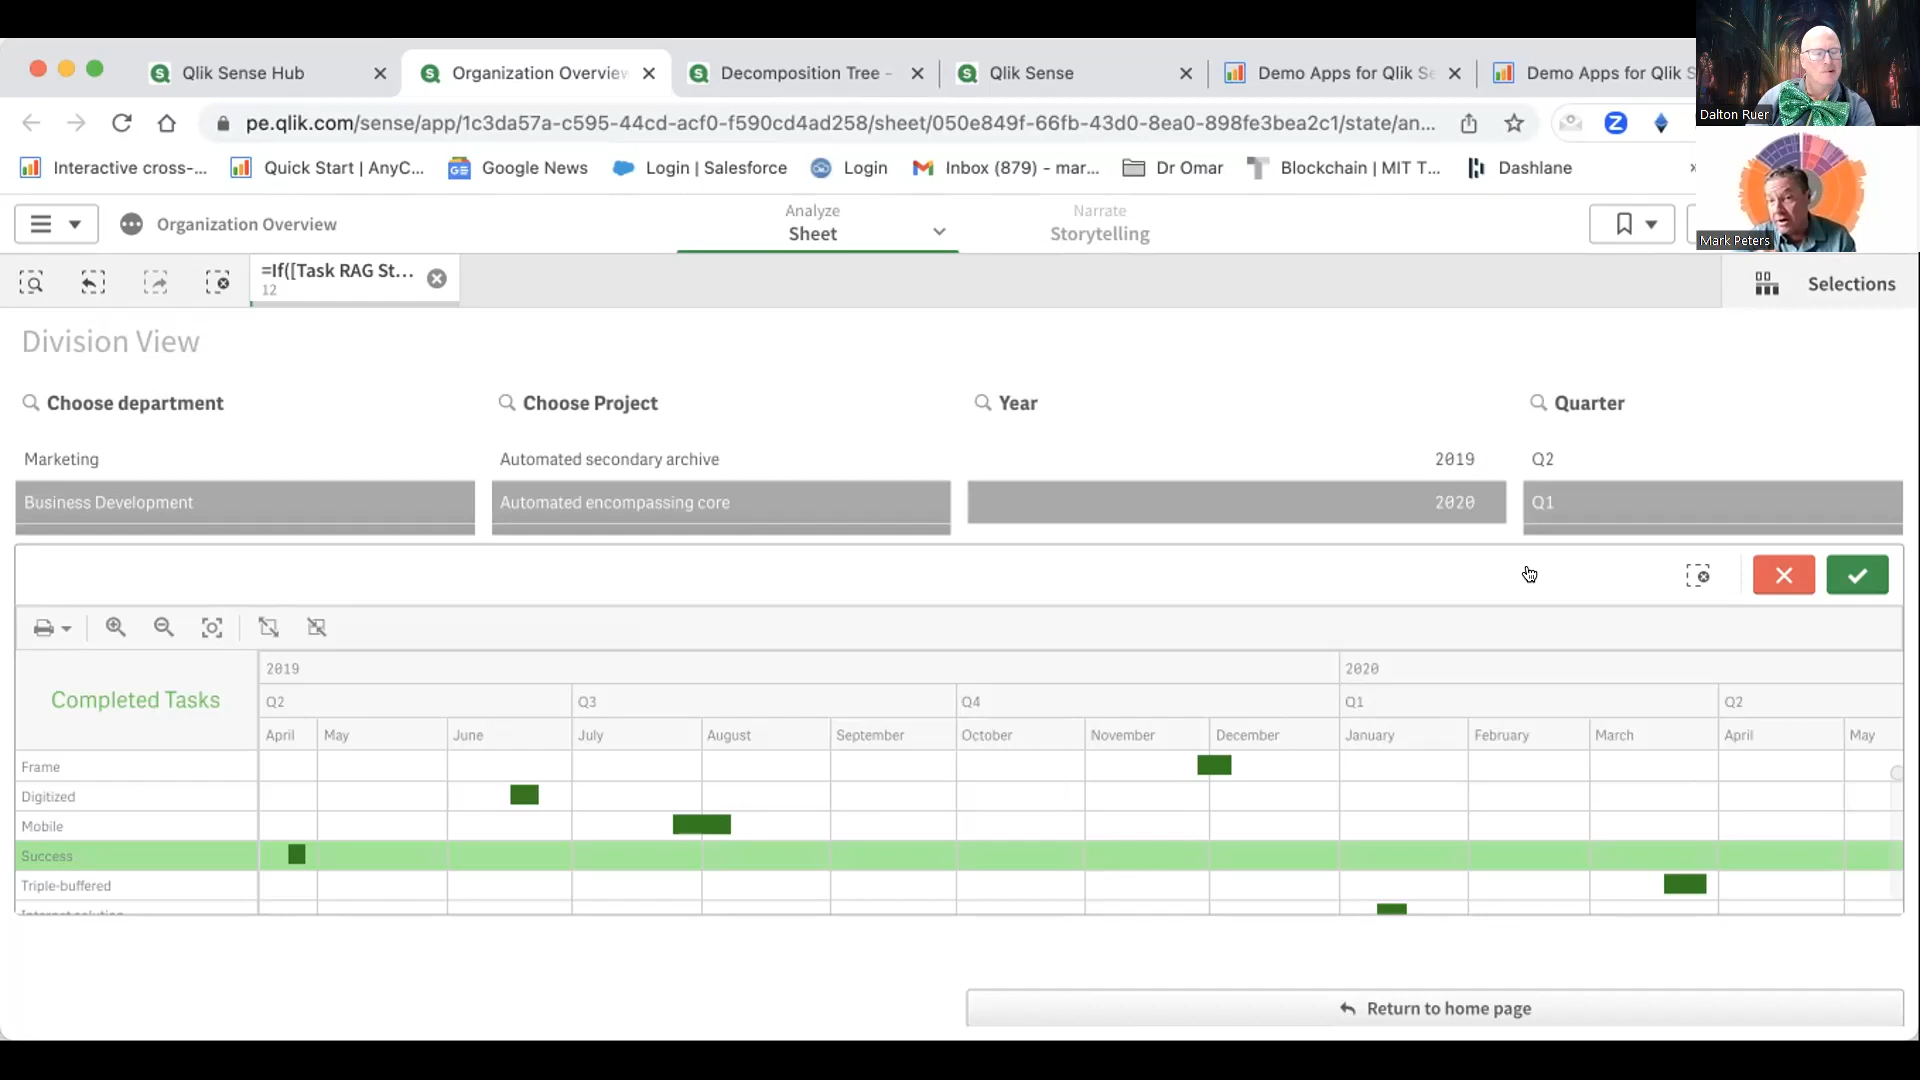 Qlik Sense Hub
Organization Overview
Decomposition Tree -
Qlik Sense
Demo Apps for Qlik Se
Demo Apps for Qlik S
Dalton Ruer
pe.qlik.com/sense/app/1c3da57a-c595-44cd-acf0-f590cd4ad258/sheet/050e849f-66fb-43d0-8ea0-898fe3bea2c1/state/an...
Z
Interactive cross-...
Quick Start | AnyC...
Google News
Login | Salesforce
Login
Inbox (879) - mar...
Dr Omar
Blockchain | MIT T...
Dashlane
»
Mark Peters
Organization Overview
Analyze
Sheet
Narrate
Storytelling
=If([Task RAG St...
12
Selections
Division View
Choose department
Choose Project
Year
Quarter
Marketing
Automated secondary archive
2019
Q2
Business Development
Automated encompassing core
2020
Q1
Completed Tasks
2019
2020
Q2
Q3
Q4
Q1
Q2
April
May
June
July
August
September
October
November
December
January
February
March
April
May
Frame
Digitized
Mobile
Success
Triple-buffered
Return to home page